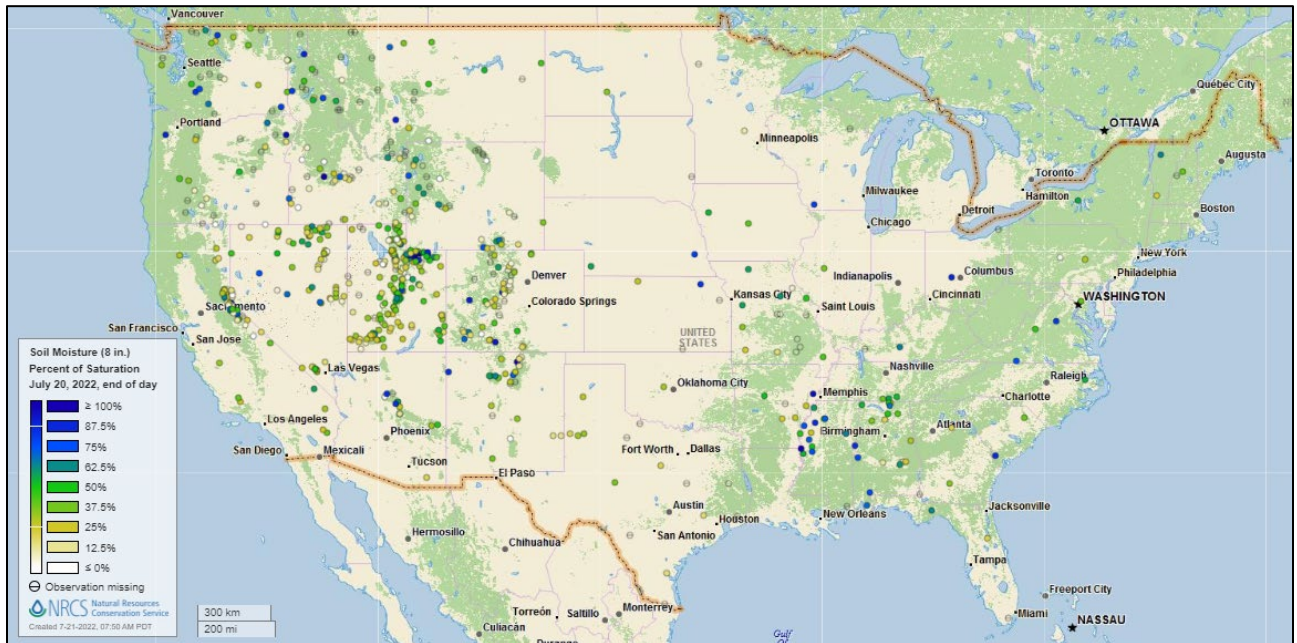 Vancouver
Seattle
Portland
Québec City
OTTAWA
Augusta
Minneapolis
Toronto
Hamilton
Milwaukee
Detroit
Boston
Chicago
New York
Philadelphia
Denver
Indianapolis
Columbus
Colorado Springs
Kansas City
Cincinnati
WASHINGTON
Sacramento
Saint Louis
San Francisco
San Jose
UNITED
STATES
Las Vegas
Nashville
Raleigh
Oklahoma City
Memphis
Charlotte
Los Angeles
Phoenix
Birmingham
Atlanta
San Diego
Mexicali
Fort Worth
Dallas
Tucson
El Paso
Austin
Jacksonville
Hermosillo
Houston
New Orleans
Chihuahua
San Antonio
Tampa
Freeport City
Torreón
Saltillo
Monterrey
Miami
NASSAU
Culiacán
Gulf
Soil Moisture (8 in.)
Percent of Saturation
July 20, 2022, end of day
≥ 100%
87.5%
75%
62.5%
50%
37.5%
25%
12.5%
≤ 0%
Observation missing
NRCS Natural Resources
Conservation Service
Created 7-21-2022, 07:50 AM PDT
300 km
200 mi